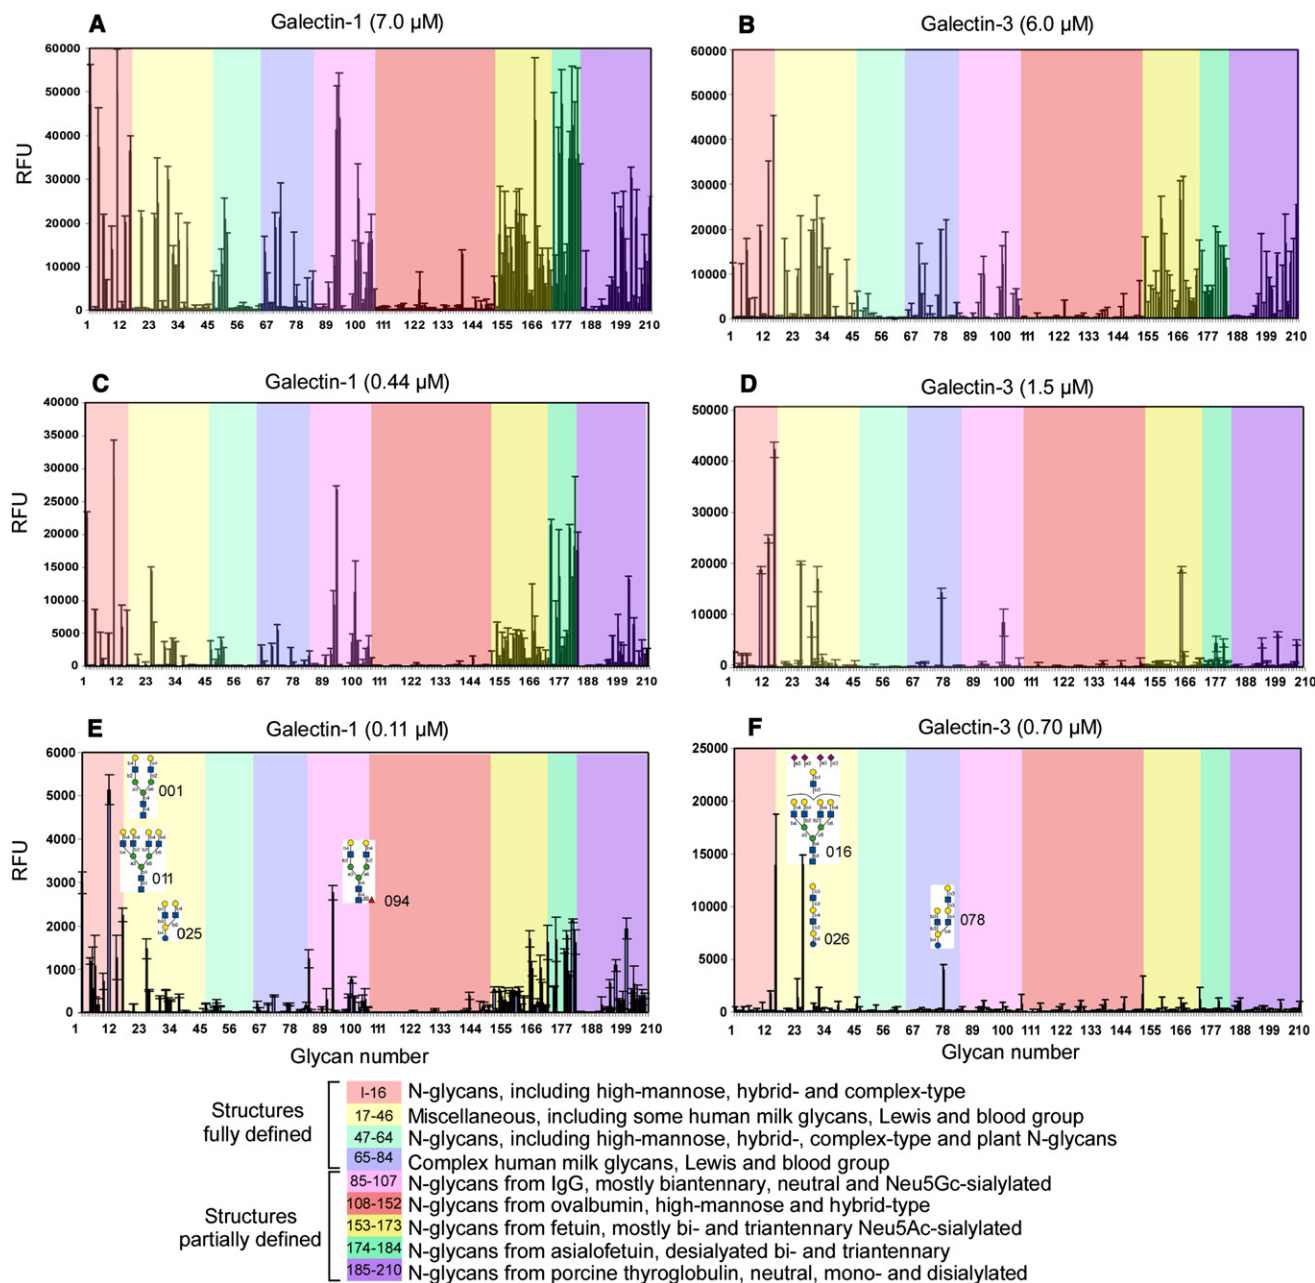 A Galectin-1 (7.0 µM)
RFU
60000
50000
40000
30000
20000
10000
0
1 12 23 34 45 56 67 78 89 100 111 122 133 144 155 166 177 188 199 210
B Galectin-3 (6.0 µM)
60000
50000
40000
30000
20000
10000
0
1 12 23 34 45 56 67 78 89 100 111 122 133 144 155 166 177 188 199 210
C Galectin-1 (0.44 µM)
RFU
40000
35000
30000
25000
20000
15000
10000
5000
0
1 12 23 34 45 56 67 78 89 100 111 122 133 144 155 166 177 188 199 210
D Galectin-3 (1.5 µM)
50000
40000
30000
20000
10000
0
1 12 23 34 45 56 67 78 89 100 111 122 133 144 155 166 177 188 199 210
E Galectin-1 (0.11 µM)
RFU
6000
5000
4000
3000
2000
1000
0
001
011
025
094
1 12 23 34 45 56 67 78 89 100 111 122 133 144 155 166 177 188 199 210
Glycan number
F Galectin-3 (0.70 µM)
25000
20000
15000
10000
5000
0
016
026
078
1 12 23 34 45 56 67 78 89 100 111 122 133 144 155 166 177 188 199 210
Glycan number
Structures
fully defined
I-16 N-glycans, including high-mannose, hybrid- and complex-type
17-46 Miscellaneous, including some human milk glycans, Lewis and blood group
47-64 N-glycans, including high-mannose, hybrid-, complex-type and plant N-glycans
65-84 Complex human milk glycans, Lewis and blood group
Structures
partially defined
85-107 N-glycans from IgG, mostly biantennary, neutral and Neu5Gc-sialylated
108-152 N-glycans from ovalbumin, high-mannose and hybrid-type
153-173 N-glycans from fetuin, mostly bi- and triantennary Neu5Ac-sialylated
174-184 N-glycans from asialofetuin, desialyated bi- and triantennary
185-210 N-glycans from porcine thyroglobulin, neutral, mono- and disialylated